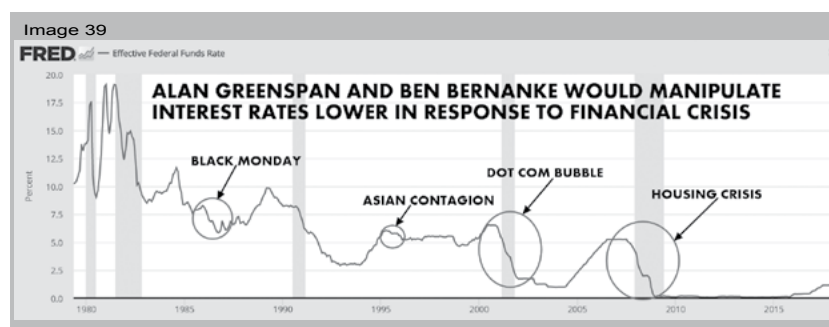 Image 39
FRED — Effective Federal Funds Rate
20.0
17.5
15.0
12.5
10.0
7.5
5.0
2.5
0.0
Percent
ALAN GREENSPAN AND BEN BERNANKE WOULD MANIPULATE
INTEREST RATES LOWER IN RESPONSE TO FINANCIAL CRISIS
BLACK MONDAY
ASIAN CONTAGION
DOT COM BUBBLE
HOUSING CRISIS
1980 1985 1990 1995 2000 2005 2010 2015